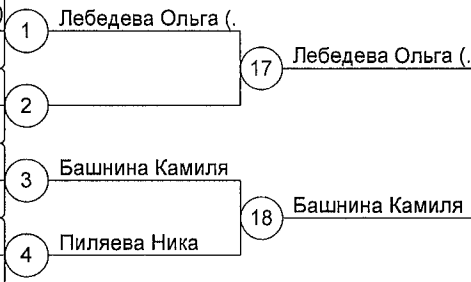 1 Лебедева Ольга (.
17 Лебедева Ольга (.
2
3 Башнина Камиля
18 Башнина Камиля
4 Пиляева Ника